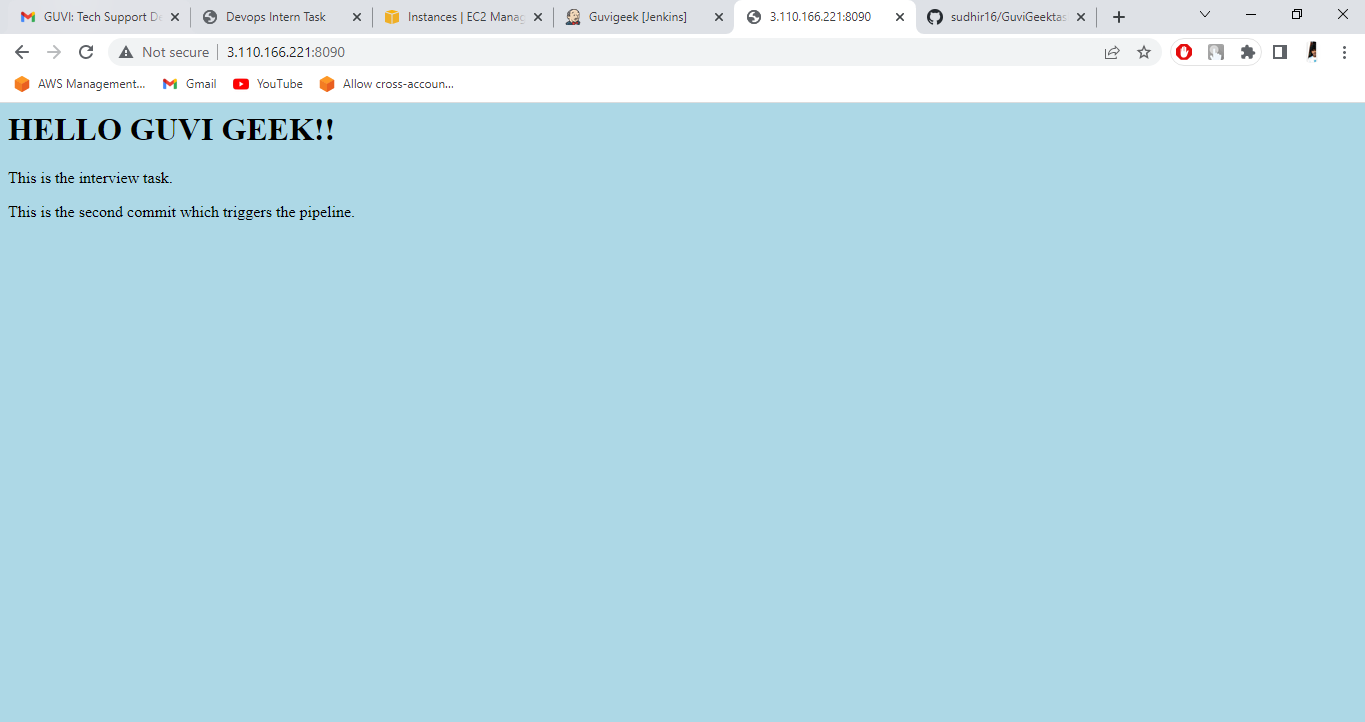 GUVI: Tech Support De
Devops Intern Task
Instances | EC2 Manag
Guvigeek [Jenkins]
3.110.166.221:8090
sudhir16/GuviGeektas
Not secure
3.110.166.221:8090
AWS Management...
Gmail
YouTube
Allow cross-accoun...
HELLO GUVI GEEK!!
This is the interview task.
This is the second commit which triggers the pipeline.